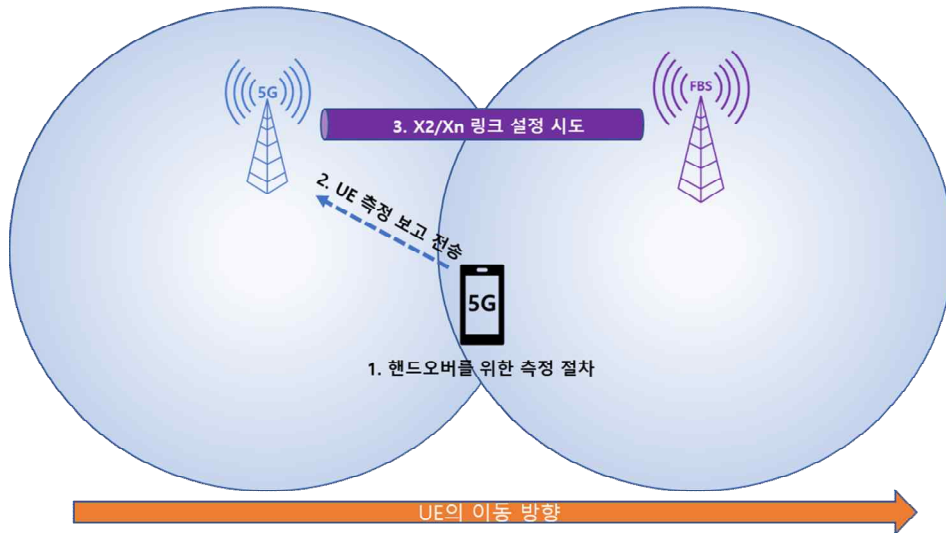 5G
FBS
3. X2/Xn 링크 설정 시도
2. UE 측정 보고 전송
5G
1. 핸드오버를 위한 측정 절차
UE의 이동 방향